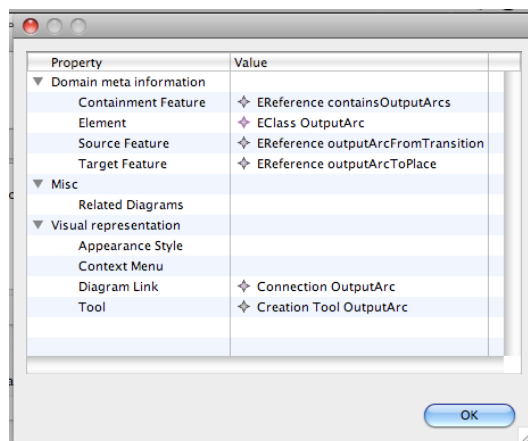 Property Value
Domain meta information
Containment Feature EReference containsOutputArcs
Element EClass OutputArc
Source Feature EReference outputArcFromTransition
Target Feature EReference outputArcToPlace
Misc
Related Diagrams
Visual representation
Appearance Style
Context Menu
Diagram Link Connection OutputArc
Tool Creation Tool OutputArc
OK